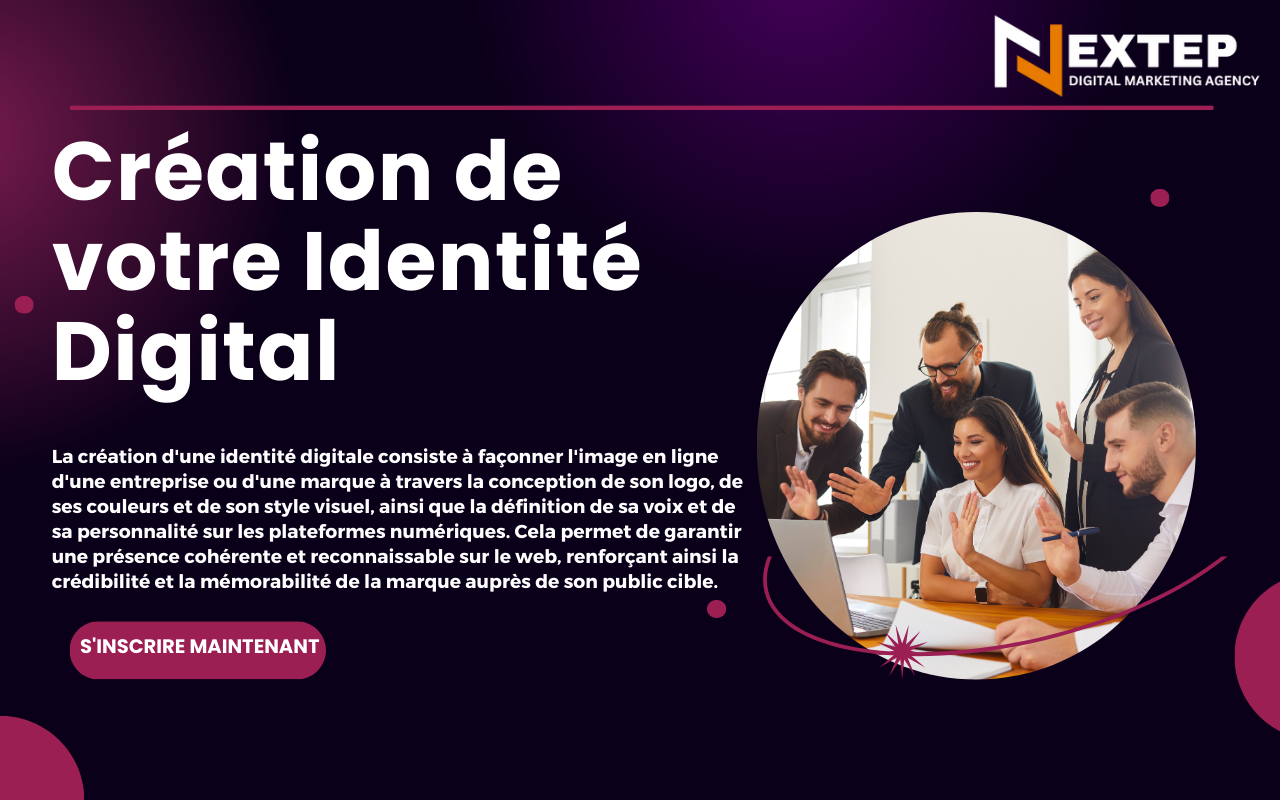 NEXTEP
DIGITAL MARKETING AGENCY
Création de
votre Identité
Digital
La création d'une identité digitale consiste à façonner l'image en ligne
d'une entreprise ou d'une marque à travers la conception de son logo, de
ses couleurs et de son style visuel, ainsi que la définition de sa voix et de
sa personnalité sur les plateformes numériques. Cela permet de garantir
une présence cohérente et reconnaissable sur le web, renforçant ainsi la
crédibilité et la mémorabilité de la marque auprès de son public cible.
S'INSCRIRE MAINTENANT